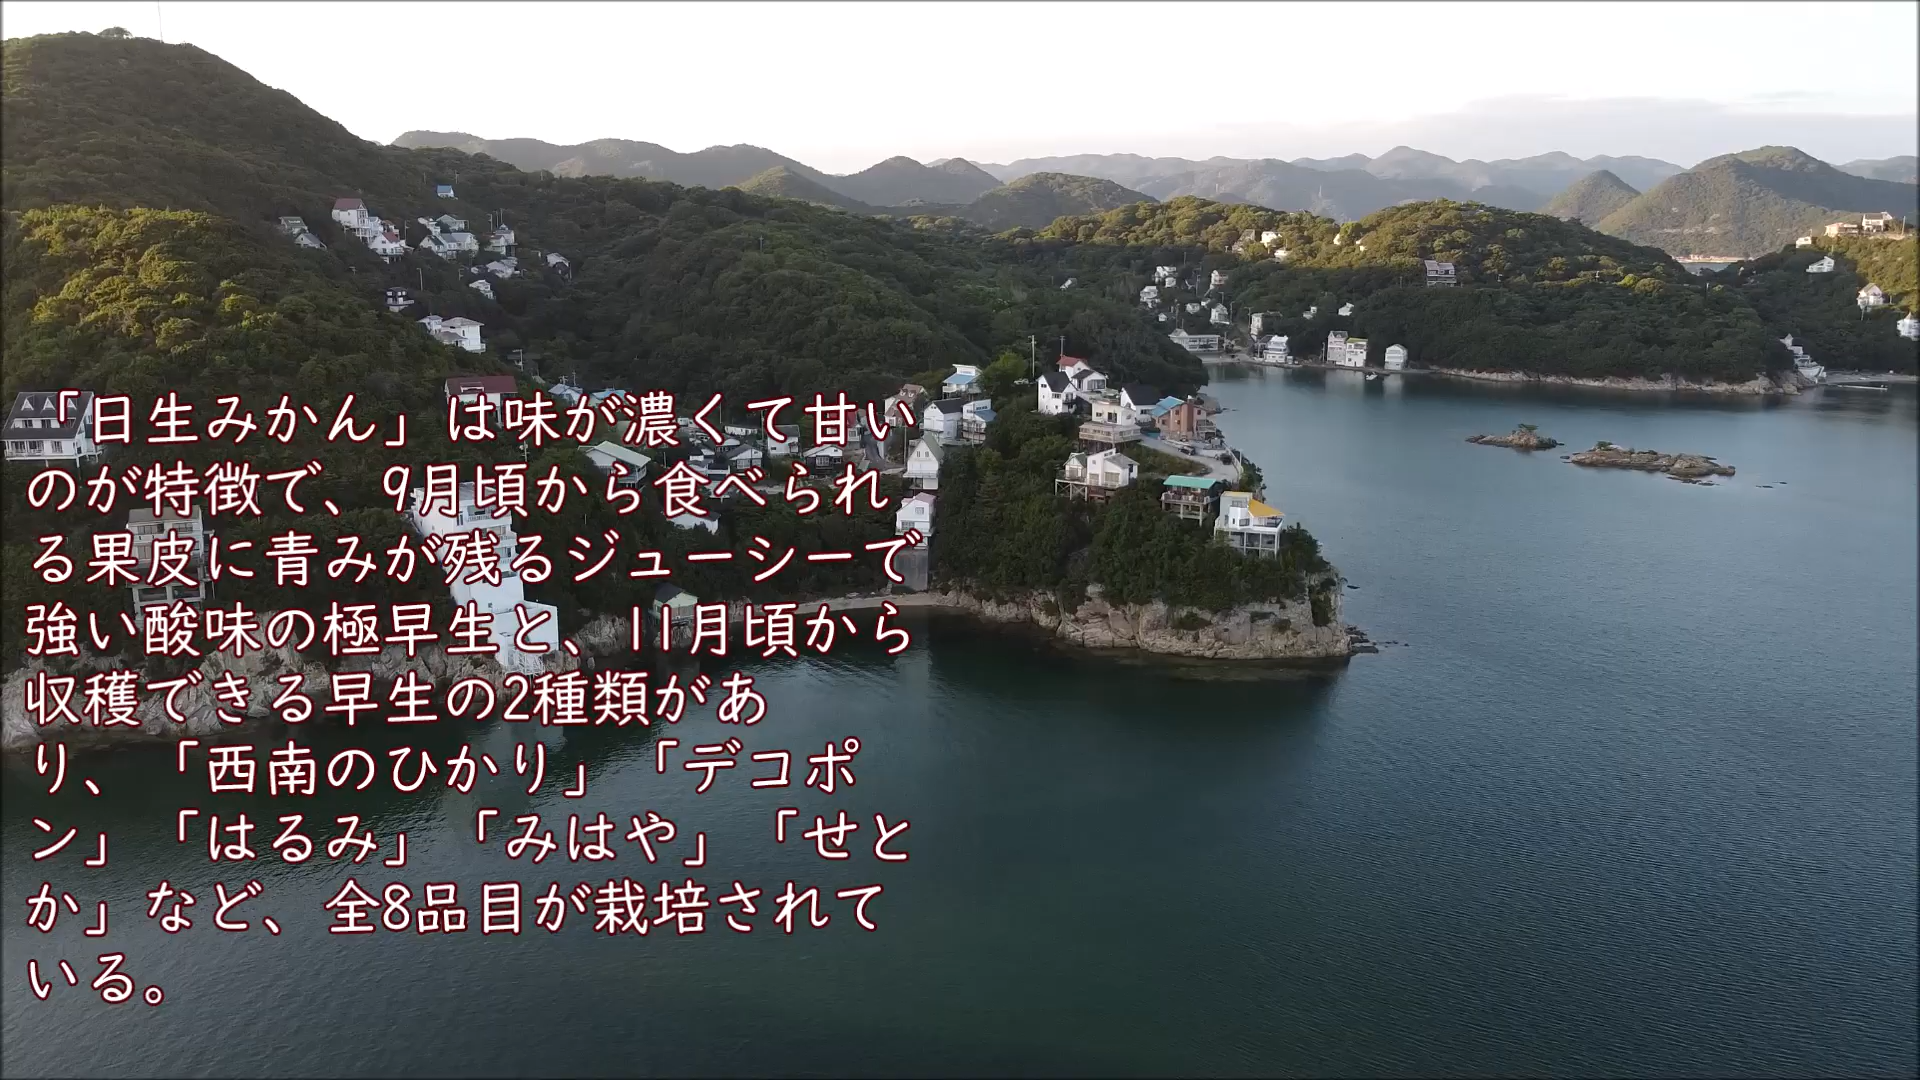 「日生みかん」は味が濃くて甘い
のが特徴で、9月頃から食べられ
る果皮に青みが残るジューシーで
強い酸味の極早生と、11月頃から
収穫できる早生の2種類があ
り、「西南のひかり」「デコポ
ン」「はるみ」「みはや」「せと
か」など、全8品目が栽培されて
いる。